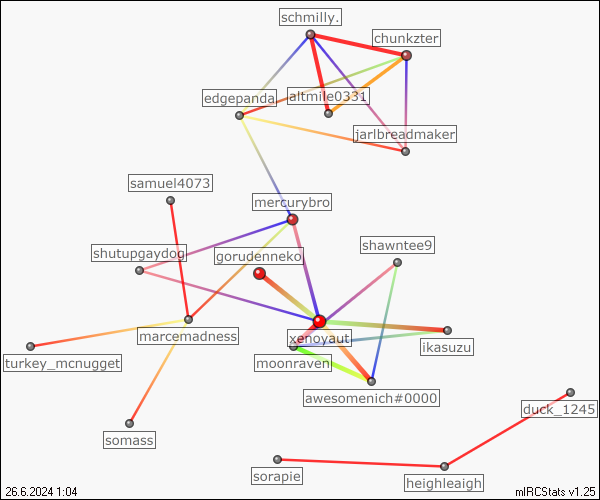 schmilly.
chunkzter
altmile0331
edgepanda
jarlbreadmaker
samuel4073
mercurybro
shutupgaydog
gorudenneko
shawntee9
xenoyaut
marcemadness
ikasuzu
turkey_mcnugget
moonraven
awesomenich#0000
duck_1245
somass
sorapie
heighleaigh
26.6.2024 1:04
mIRCStats v1.25